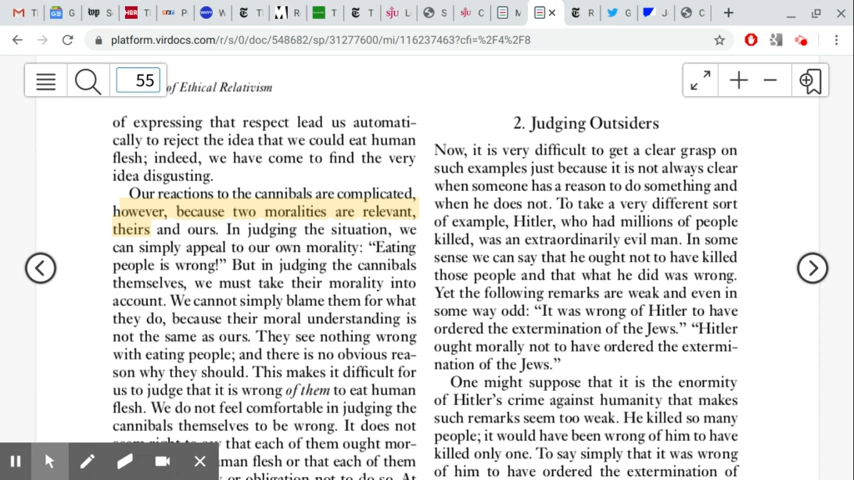 M T
G
S
HER T
P
G
T
R
T
T S
SJU L
S
SJU C
M
R
G
J
C
platform.virdocs.com/r/s/0/doc/548682/sp/31277600/mi/116237463?cfi=%2F4%2F8
55
of Ethical Relativism
of expressing that respect lead us automati-
cally to reject the idea that we could eat human
flesh; indeed, we have come to find the very
idea disgusting.
Our reactions to the cannibals are complicated,
however, because two moralities are relevant,
theirs and ours. In judging the situation, we
can simply appeal to our own morality: “Eating
people is wrong!” But in judging the cannibals
themselves, we must take their morality into
account. We cannot simply blame them for what
they do, because their moral understanding is
not the same as ours. They see nothing wrong
with eating people; and there is no obvious rea-
son why they should. This makes it difficult for
us to judge that it is wrong of them to eat human
flesh. We do not feel comfortable in judging the
cannibals themselves to be wrong. It does not
that each of them ought mor-
man flesh or that each of them
or obligation not to do so. At
2. Judging Outsiders
Now, it is very difficult to get a clear grasp on
such examples just because it is not always clear
when someone has a reason to do something and
when he does not. To take a very different sort
of example, Hitler, who had millions of people
killed, was an extraordinarily evil man. In some
sense we can say that he ought not to have killed
those people and that what he did was wrong.
Yet the following remarks are weak and even in
some way odd: “It was wrong of Hitler to have
ordered the extermination of the Jews.” “Hitler
ought morally not to have ordered the extermi-
nation of the Jews.”
One might suppose that it is the enormity
of Hitler’s crime against humanity that makes
such remarks seem too weak. He killed so many
people; it would have been wrong of him to have
killed only one. To say simply that it was wrong
of him to have ordered the extermination of